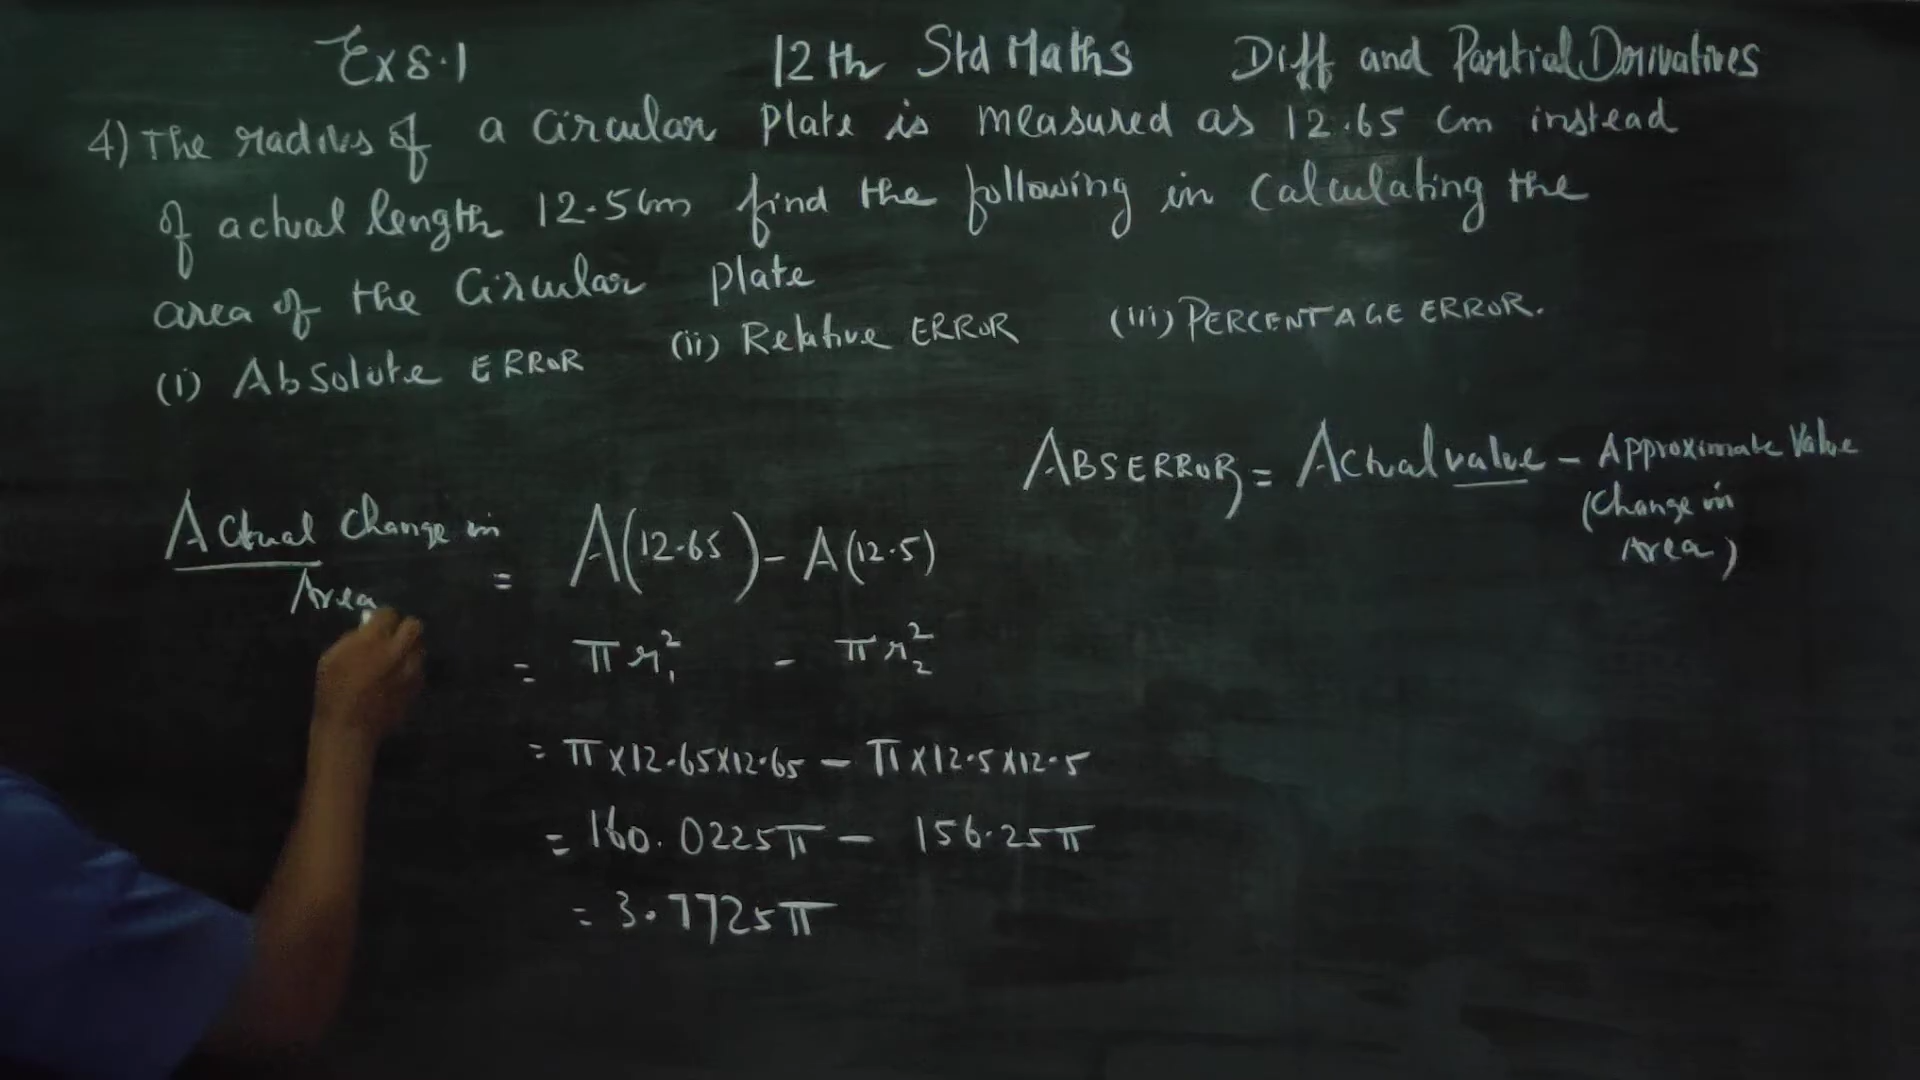 Ex 8.1 12th Std Maths Diff and Partial Derivatives
4) The radius of a circular plate is measured as 12.65 cm instead
of actual length 12.5cm find the following in calculating the
area of the circular plate
(i) Absolute ERROR (ii) Relative ERROR (iii) PERCENTAGE ERROR.
ABS ERROR = Actual value - Approximate Value
(Change in
Area)
Actual change in
Area
= A(12.65) - A(12.5)
= πr₁² - πr₂²
= π×12.65×12.65 - π×12.5×12.5
= 160.0225π - 156.25π
= 3.7725π